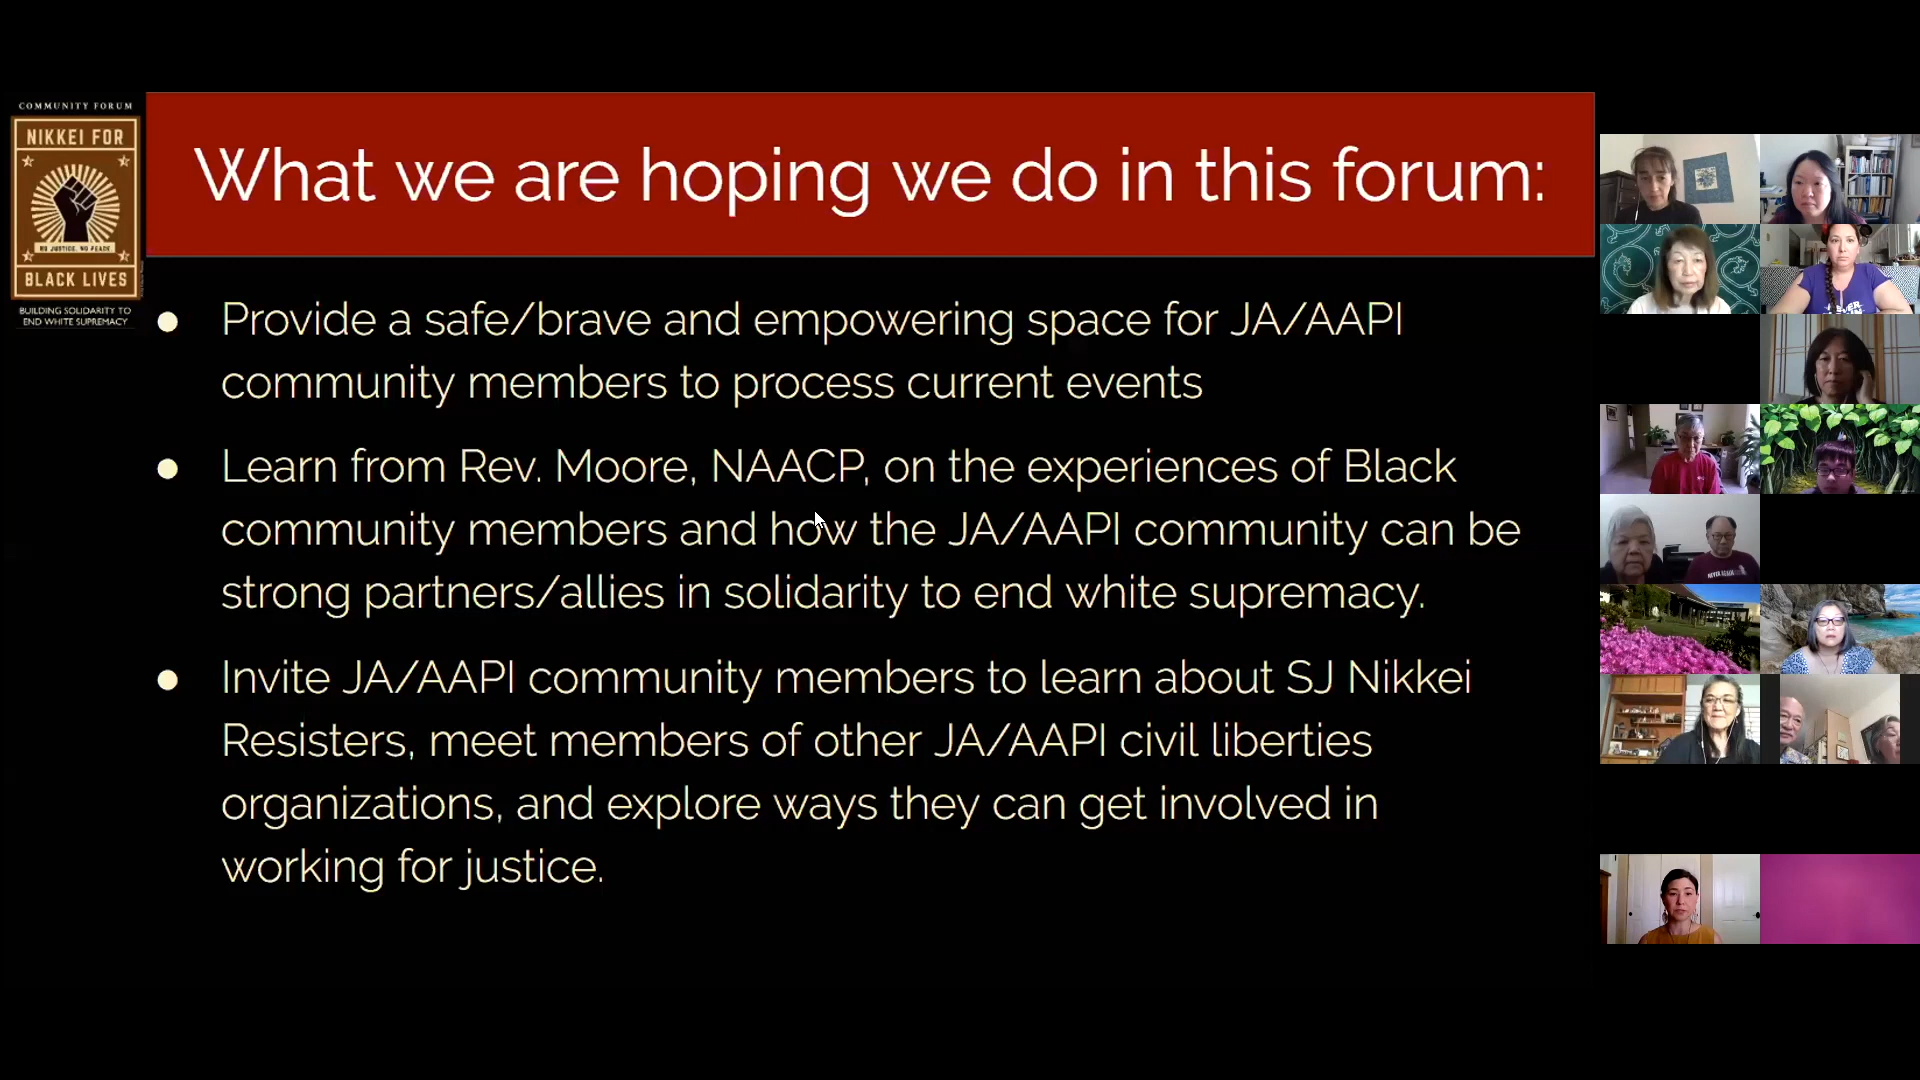 COMMUNITY FORUM
NIKKEI FOR
NO JUSTICE, NO PEACE
BLACK LIVES
BUILDING SOLIDARITY TO
END WHITE SUPREMACY
What we are hoping we do in this forum:
● Provide a safe/brave and empowering space for JA/AAPI
community members to process current events
● Learn from Rev. Moore, NAACP, on the experiences of Black
community members and how the JA/AAPI community can be
strong partners/allies in solidarity to end white supremacy.
● Invite JA/AAPI community members to learn about SJ Nikkei
Resisters, meet members of other JA/AAPI civil liberties
organizations, and explore ways they can get involved in
working for justice.
NEVER AGAIN